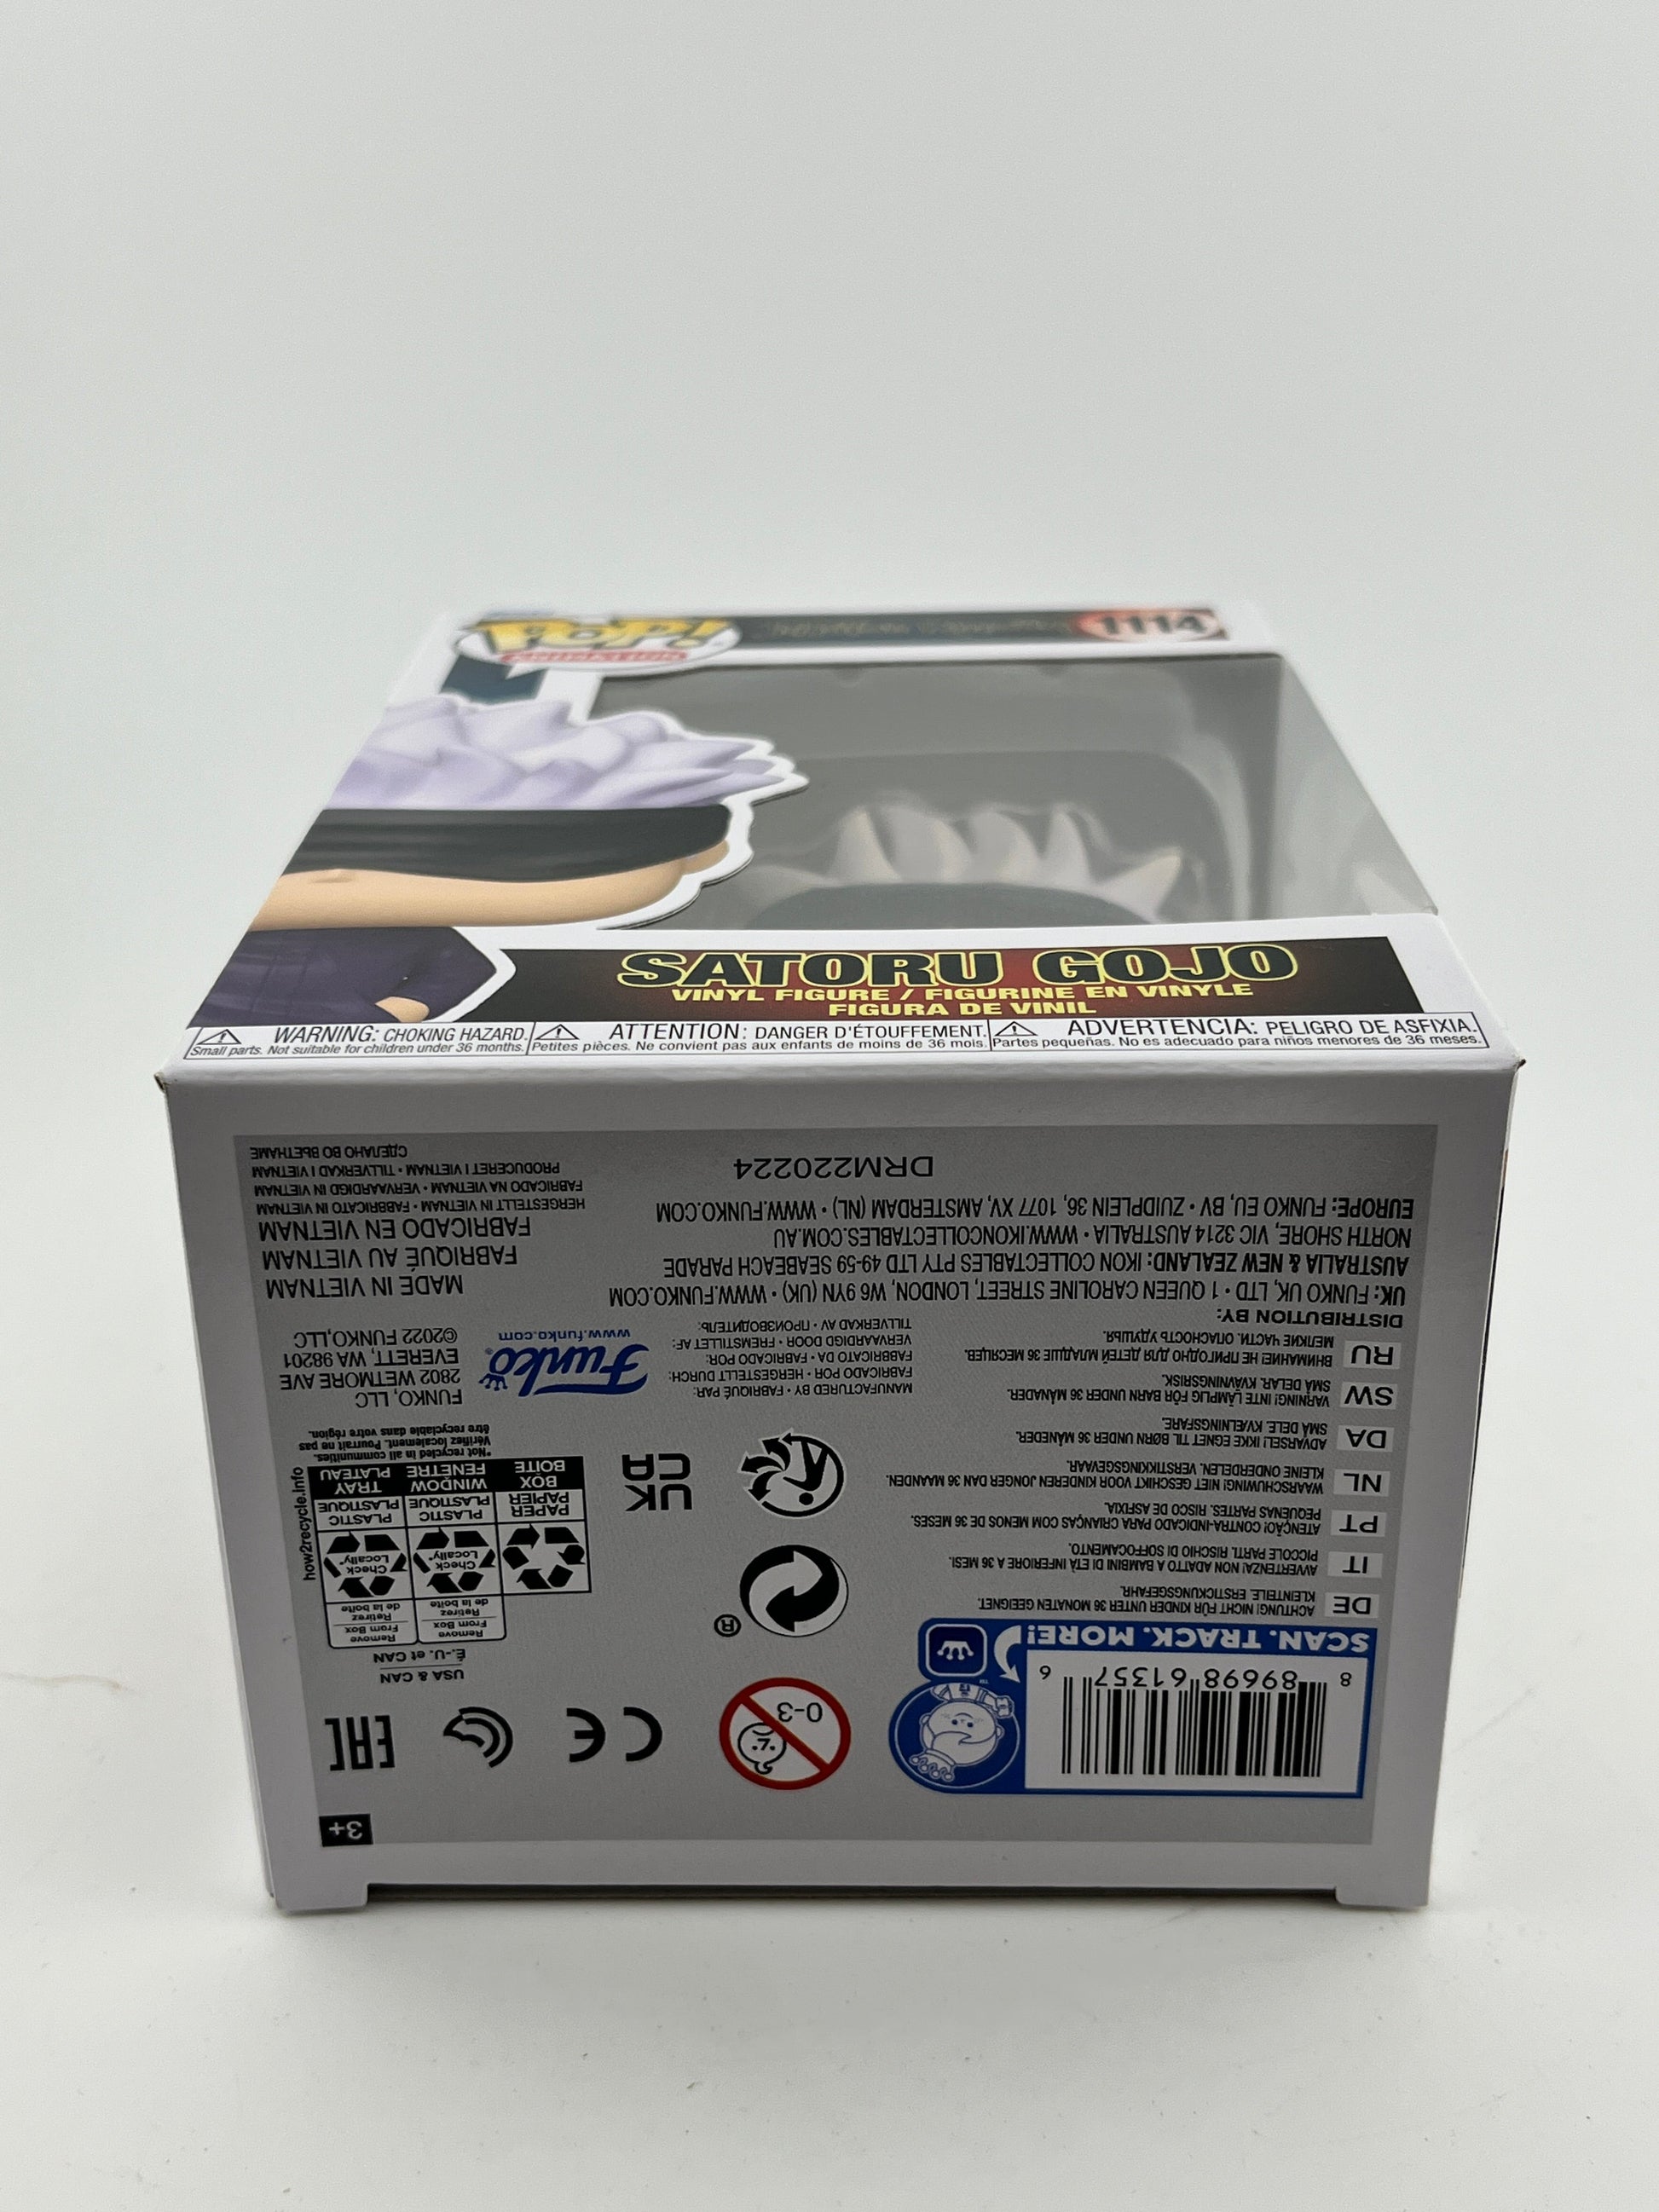 POP!
ANIMATION
1114
SATORU GOJO
VINYL FIGURE / FIGURINE EN VINYLE
FIGURA DE VINIL
WARNING: CHOKING HAZARD.
Small parts. Not suitable for children under 36 months.
ATTENTION: DANGER D'ÉTOUFFEMENT.
Petites pièces. Ne convient pas aux enfants de moins de 36 mois.
ADVERTENCIA: PELIGRO DE ASFIXIA.
Partes pequeñas. No es adecuado para niños menores de 36 meses.
3+
8 89698 61357 6
SCAN. TRACK. MORE!
TM
0-3
CE
EAC
DE
ACHTUNG! NICHT FÜR KINDER UNTER 36 MONATEN GEEIGNET.
KLEINTEILE. ERSTICKUNGSGEFAHR.
IT
AVVERTENZA! NON ADATTO A BAMBINI DI ETÀ INFERIORE A 36 MESI.
PICCOLE PARTI. RISCHIO DI SOFFOCAMENTO.
PT
ATENÇÃO! CONTRA-INDICADO PARA CRIANÇAS COM MENOS DE 36 MESES.
PEQUENAS PARTES. RISCO DE ASFIXIA.
NL
WAARSCHUWING! NIET GESCHIKT VOOR KINDEREN JONGER DAN 36 MAANDEN.
KLEINE ONDERDELEN. VERSTIKKINGSGEVAAR.
DA
ADVARSEL! IKKE EGNET TIL BØRN UNDER 36 MÅNEDER.
SMÅ DELE. KVÆLNINGSFARE.
SW
VARNING! INTE LÄMPLIG FÖR BARN UNDER 36 MÅNADER.
SMÅ DELAR. KVÄVNINGSRISK.
RU
ВНИМАНИЕ! НЕ ПРИГОДНО ДЛЯ ДЕТЕЙ МЛАДШЕ 36 МЕСЯЦЕВ.
МЕЛКИЕ ЧАСТИ. ОПАСНОСТЬ УДУШЬЯ.
®
UK
CA
USA & CAN
É.-U. et CAN
Remove From Box
Retirez de la boîte
Remove From Box
Retirez de la boîte
Check Locally*
Check Locally*
PAPER
PAPIER
BOX
BOÎTE
PLASTIC
PLASTIQUE
WINDOW
FENÊTRE
PLASTIC
PLASTIQUE
TRAY
PLATEAU
how2recycle.info
*Not recycled in all communities.
Vérifiez localement. Pourrait ne pas
être recyclable dans votre région.
MANUFACTURED BY • FABRIQUÉ PAR:
FABRICADO POR • HERGESTELLT DURCH:
FABBRICATO DA • FABRICADO POR:
VERVAARDIGD DOOR • FREMSTILLET AF:
TILLVERKAD AV • ПРОИЗВОДИТЕЛЬ:
Funko®
www.funko.com
FUNKO, LLC
2802 WETMORE AVE
EVERETT, WA 98201
©2022 FUNKO,LLC
DISTRIBUTION BY:
UK: FUNKO UK, LTD • 1 QUEEN CAROLINE STREET, LONDON, W6 9YN (UK) • WWW.FUNKO.COM
AUSTRALIA & NEW ZEALAND: IKON COLLECTABLES PTY LTD 49-59 SEABEACH PARADE
NORTH SHORE, VIC 3214 AUSTRALIA • WWW.IKONCOLLECTABLES.COM.AU
EUROPE: FUNKO EU, BV • ZUIDPLEIN 36, 1077 XV, AMSTERDAM (NL) • WWW.FUNKO.COM
DRM220224
MADE IN VIETNAM
FABRIQUÉ AU VIETNAM
FABRICADO EN VIETNAM
HERGESTELLT IN VIETNAM • FABBRICATO IN VIETNAM
FABRICADO NA VIETNAM • VERVAARDIGD IN VIETNAM
PRODUCERET I VIETNAM • TILLVERKAD I VIETNAM
СДЕЛАНО ВО ВЬЕТНАМЕ